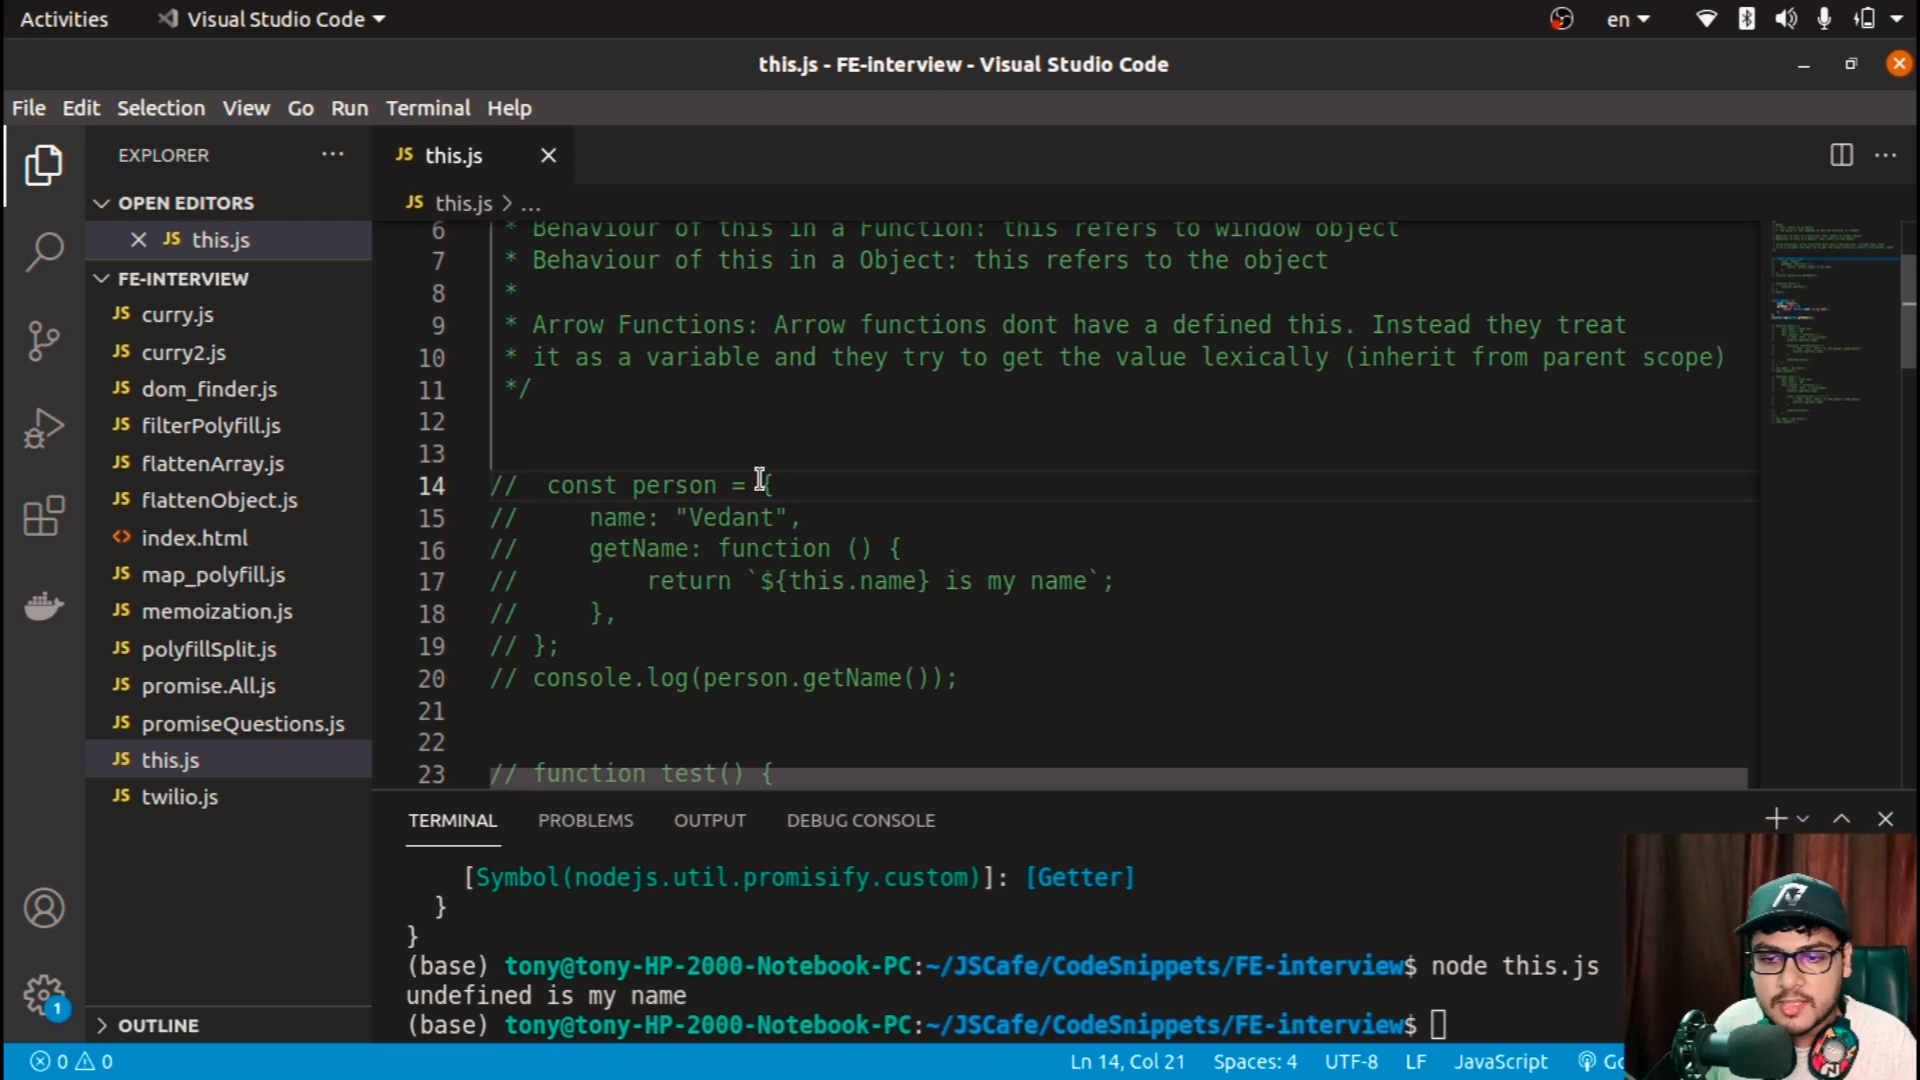 Activities
Visual Studio Code
en
this.js - FE-interview - Visual Studio Code
File Edit Selection View Go Run Terminal Help
EXPLORER
OPEN EDITORS
JS this.js
FE-INTERVIEW
JS curry.js
JS curry2.js
JS dom_finder.js
JS filterPolyfill.js
JS flattenArray.js
JS flattenObject.js
<> index.html
JS map_polyfill.js
JS memoization.js
JS polyfillSplit.js
JS promise.All.js
JS promiseQuestions.js
JS this.js
JS twilio.js
OUTLINE
1
JS this.js
JS this.js > ...
6 * Behaviour of this in a Function: this refers to window object
7 * Behaviour of this in a Object: this refers to the object
8 *
9 * Arrow Functions: Arrow functions dont have a defined this. Instead they treat
10 * it as a variable and they try to get the value lexically (inherit from parent scope)
11 */
12
13
14 //  const person = {
15 //     name: "Vedant",
16 //     getName: function () {
17 //         return `${this.name} is my name`;
18 //     },
19 // };
20 // console.log(person.getName());
21
22
23 // function test() {
TERMINAL PROBLEMS OUTPUT DEBUG CONSOLE
[Symbol(nodejs.util.promisify.custom)]: [Getter]
}
}
(base) tony@tony-HP-2000-Notebook-PC:~/JSCafe/CodeSnippets/FE-interview$ node this.js
undefined is my name
(base) tony@tony-HP-2000-Notebook-PC:~/JSCafe/CodeSnippets/FE-interview$
0 0 Ln 14, Col 21 Spaces: 4 UTF-8 LF JavaScript